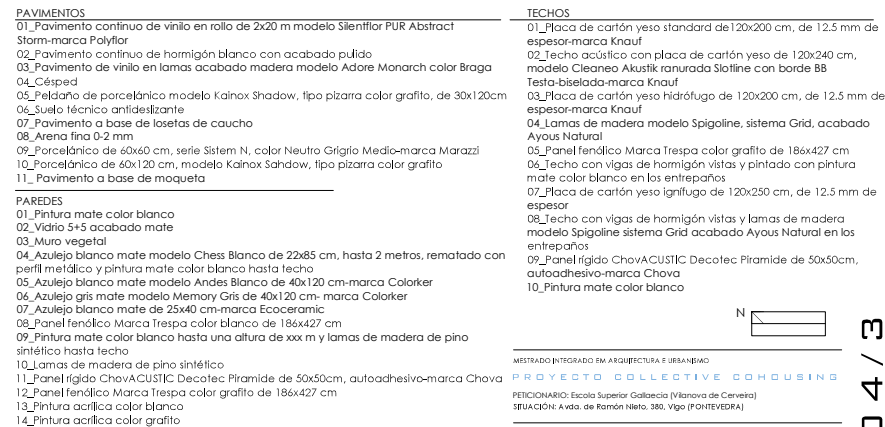 PAVIMENTOS
01_Pavimento continuo de vinilo en rollo de 2x20 m modelo Silentflor PUR Abstract
Storm-marca Polyflor
02_Pavimento continuo de hormigón blanco con acabado pulido
03_Pavimento de vinilo en lamas acabado madera modelo Adore Monarch color Braga
04_Césped
05_Peldaño de porcelánico modelo Kainox Shadow, tipo pizarra color grafito, de 30x120cm
06_Suelo técnico antideslizante
07_Pavimento a base de losetas de caucho
08_Arena fina 0-2 mm
09_Porcelánico de 60x60 cm, serie Sistem N, color Neutro Grigrio Medio-marca Marazzi
10_Porcelánico de 60x120 cm, modelo Kainox Sahdow, tipo pizarra color grafito
11_ Pavimento a base de moqueta
PAREDES
01_Pintura mate color blanco
02_Vidrio 5+5 acabado mate
03_Muro vegetal
04_Azulejo blanco mate modelo Chess Blanco de 22x85 cm, hasta 2 metros, rematado con
perfil metálico y pintura mate color blanco hasta techo
05_Azulejo blanco mate modelo Andes Blanco de 40x120 cm-marca Colorker
06_Azulejo gris mate modelo Memory Gris de 40x120 cm- marca Colorker
07_Azulejo blanco mate de 25x40 cm-marca Ecoceramic
08_Panel fenólico Marca Trespa color blanco de 186x427 cm
09_Pintura mate color blanco hasta una altura de xxx m y lamas de madera de pino
sintético hasta techo
10_Lamas de madera de pino sintético
11_Panel rígido ChovACUSTIC Decotec Piramide de 50x50cm, autoadhesivo-marca Chova
12_Panel fenólico Marca Trespa color grafito de 186x427 cm
13_Pintura acrílica color blanco
14_Pintura acrílica color grafito
TECHOS
01_Placa de cartón yeso standard de120x200 cm, de 12.5 mm de
espesor-marca Knauf
02_Techo acústico con placa de cartón yeso de 120x240 cm,
modelo Cleaneo Akustik ranurada Slotline con borde BB
Testa-biselada-marca Knauf
03_Placa de cartón yeso hidrófugo de 120x200 cm, de 12.5 mm de
espesor-marca Knauf
04_Lamas de madera modelo Spigoline, sistema Grid, acabado
Ayous Natural
05_Panel fenólico Marca Trespa color grafito de 186x427 cm
06_Techo con vigas de hormigón vistas y pintado con pintura
mate color blanco en los entrepaños
07_Placa de cartón yeso ignífugo de 120x250 cm, de 12.5 mm de
espesor
08_Techo con vigas de hormigón vistas y lamas de madera
modelo Spigoline sistema Grid acabado Ayous Natural en los
entrepaños
09_Panel rígido ChovACUSTIC Decotec Piramide de 50x50cm,
autoadhesivo-marca Chova
10_Pintura mate color blanco
N
MESTRADO INTEGRADO EM ARQUITECTURA E URBANISMO
PROYECTO COLLECTIVE COHOUSING
PETICIONARIO: Escola Superior Gallaecia (Vilanova de Cerveira)
SITUACIÓN: Avda. de Ramón Nieto, 380, Vigo (PONTEVEDRA)
04/3